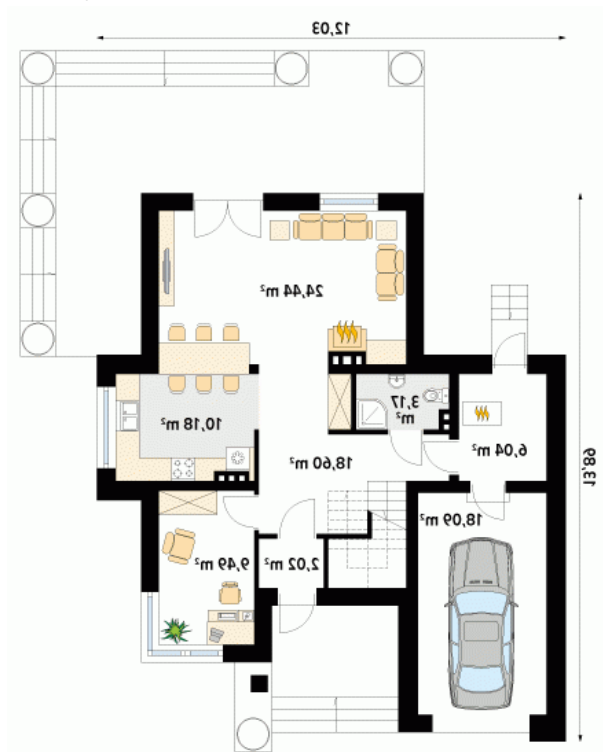 12,03
24,44 m²
3,17
m²
10,18 m²
6,04 m²
18,60 m²
13,89
18,09 m²
9,49 m²
2,02 m²